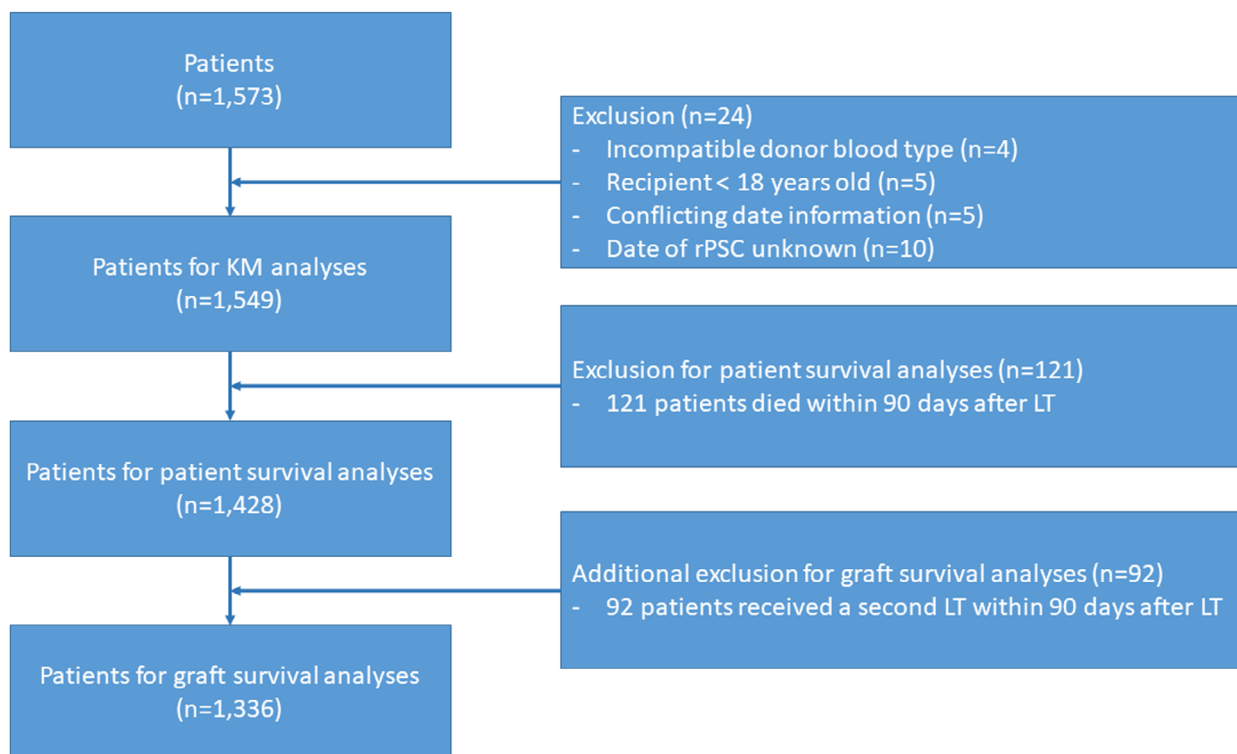 Patients
(n=1,573)
Exclusion (n=24)
- Incompatible donor blood type (n=4)
- Recipient < 18 years old (n=5)
- Conflicting date information (n=5)
- Date of rPSC unknown (n=10)
Patients for KM analyses
(n=1,549)
Exclusion for patient survival analyses (n=121)
- 121 patients died within 90 days after LT
Patients for patient survival analyses
(n=1,428)
Additional exclusion for graft survival analyses (n=92)
- 92 patients received a second LT within 90 days after LT
Patients for graft survival analyses
(n=1,336)